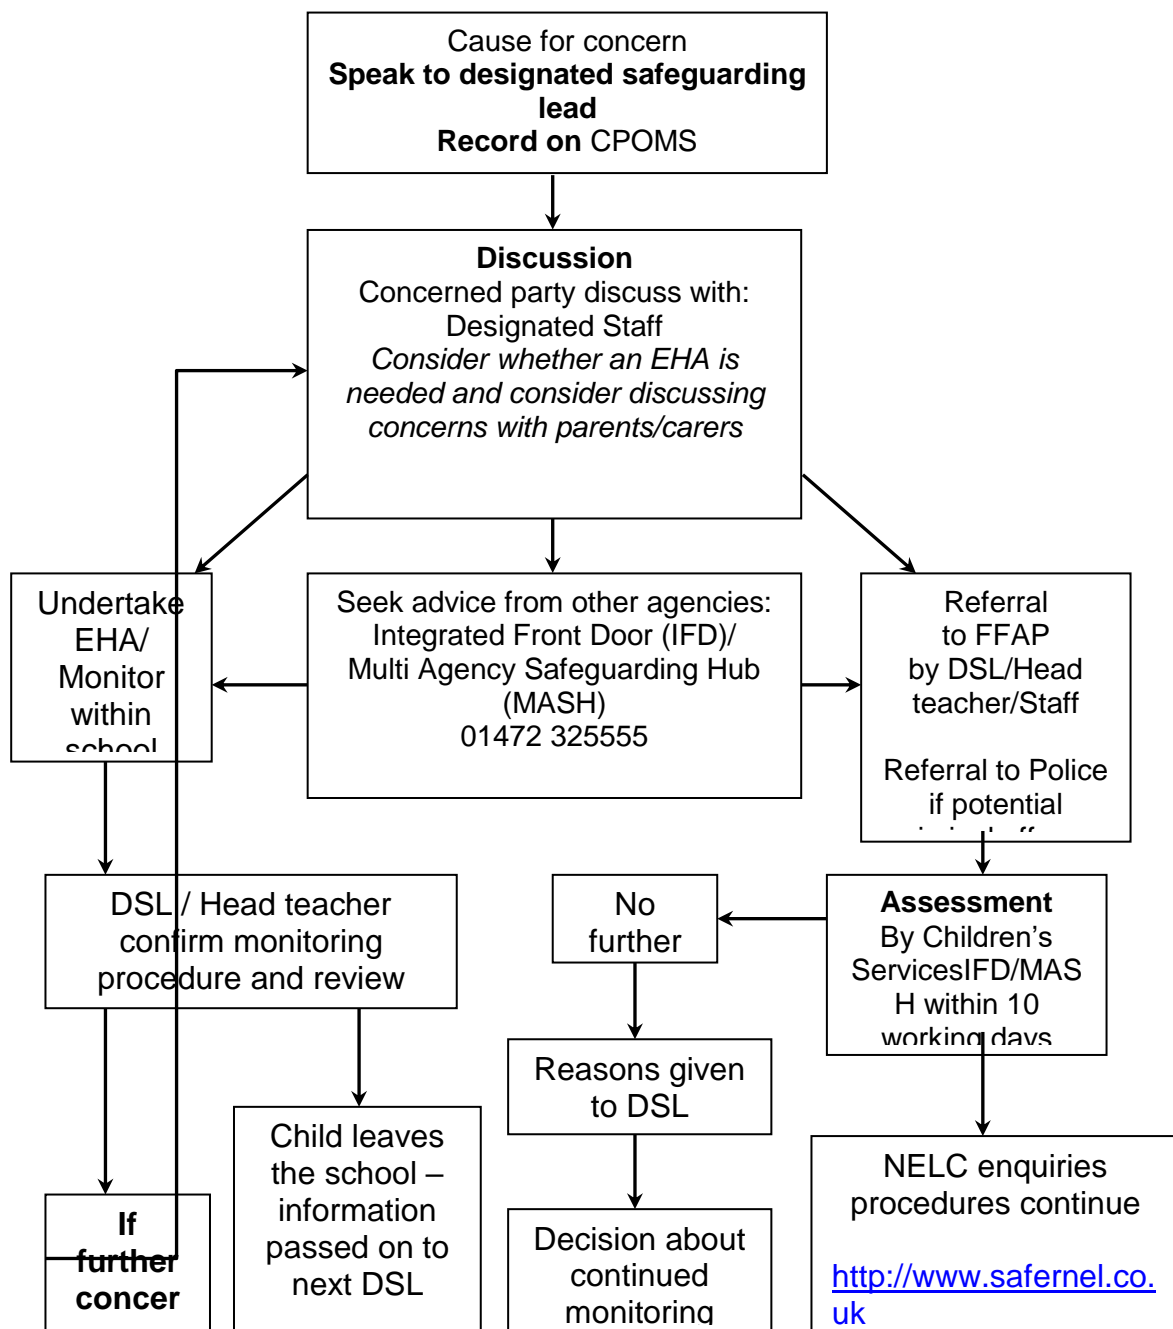 Cause for concern
Speak to designated safeguarding
lead
Record on CPOMS
Discussion
Concerned party discuss with:
Designated Staff
Consider whether an EHA is
needed and consider discussing
concerns with parents/carers
Undertake
EHA/
Monitor
within
school
Seek advice from other agencies:
Integrated Front Door (IFD)/
Multi Agency Safeguarding Hub
(MASH)
01472 325555
Referral
to FFAP
by DSL/Head
teacher/Staff
Referral to Police
if potential
DSL / Head teacher
confirm monitoring
procedure and review
No
further
Assessment
By Children's
ServicesIFD/MAS
H within 10
working days
Reasons given
to DSL
Child leaves
the school –
information
passed on to
next DSL
If
further
concer
Decision about
continued
monitoring
NELC enquiries
procedures continue
http://www.safernel.co.
uk